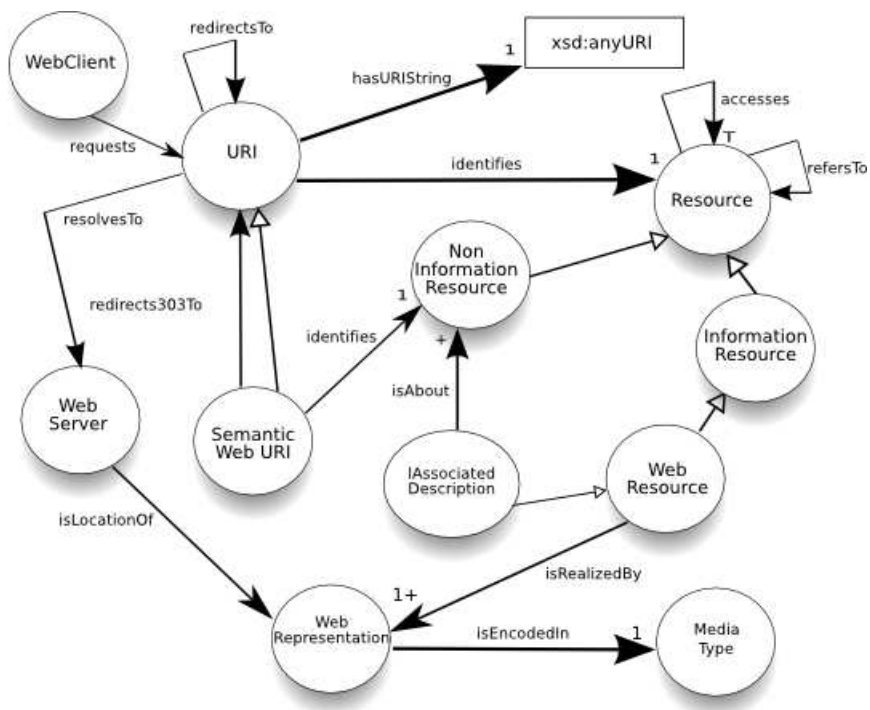 redirectsTo
1
xsd:anyURI
WebClient
hasURIString
accesses
requests
URI
identifies
1
T
refersTo
Resource
resolvesTo
Non
Information
Resource
redirects303To
1
identifies
+
Information
Resource
isAbout
Web
Server
Semantic
Web URI
IAssociated
Description
Web
Resource
isLocationOf
isRealizedBy
1+
Web
Representation
isEncodedIn
1
Media
Type